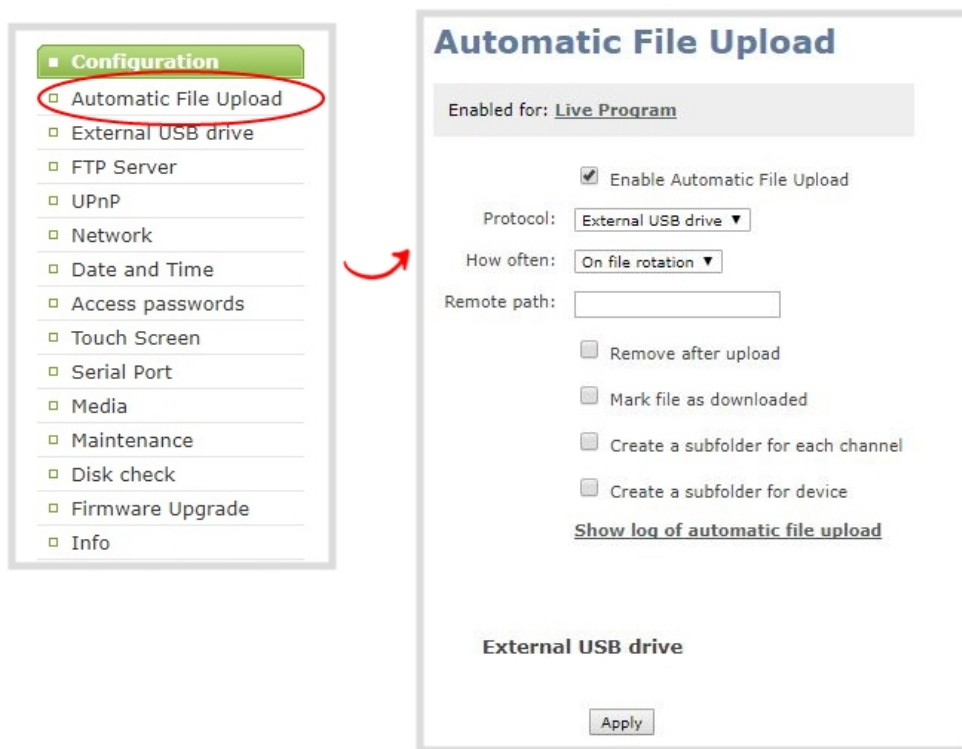 Configuration
Automatic File Upload
External USB drive
FTP Server
UPnP
Network
Date and Time
Access passwords
Touch Screen
Serial Port
Media
Maintenance
Disk check
Firmware Upgrade
Info
Automatic File Upload
Enabled for: Live Program
Enable Automatic File Upload
Protocol: External USB drive
How often: On file rotation
Remote path:
Remove after upload
Mark file as downloaded
Create a subfolder for each channel
Create a subfolder for device
Show log of automatic file upload
External USB drive
Apply